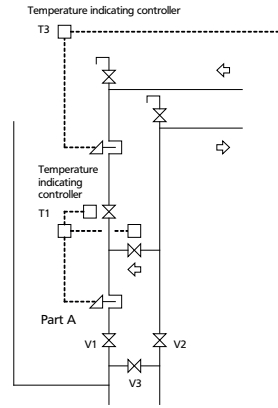 Temperature indicating controller
T3
Temperature
indicating
controller
T1
Part A
V1
V2
V3